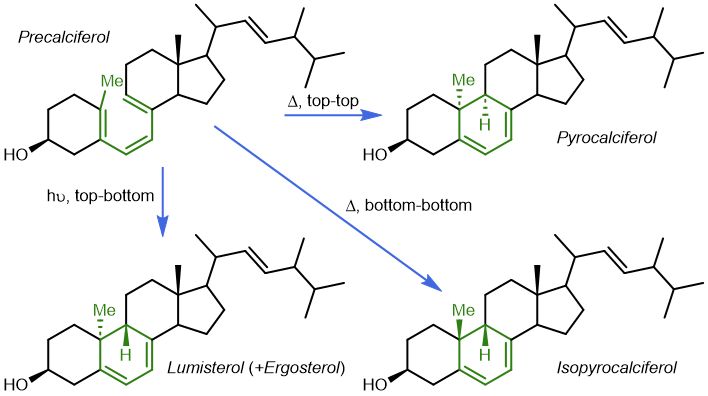 Precalciferol
Me
HO
Δ, top-top
Me
H
HO
Pyrocalciferol
hυ, top-bottom
Δ, bottom-bottom
Me
H
HO
Lumisterol (+Ergosterol)
Me
H
HO
Isopyrocalciferol